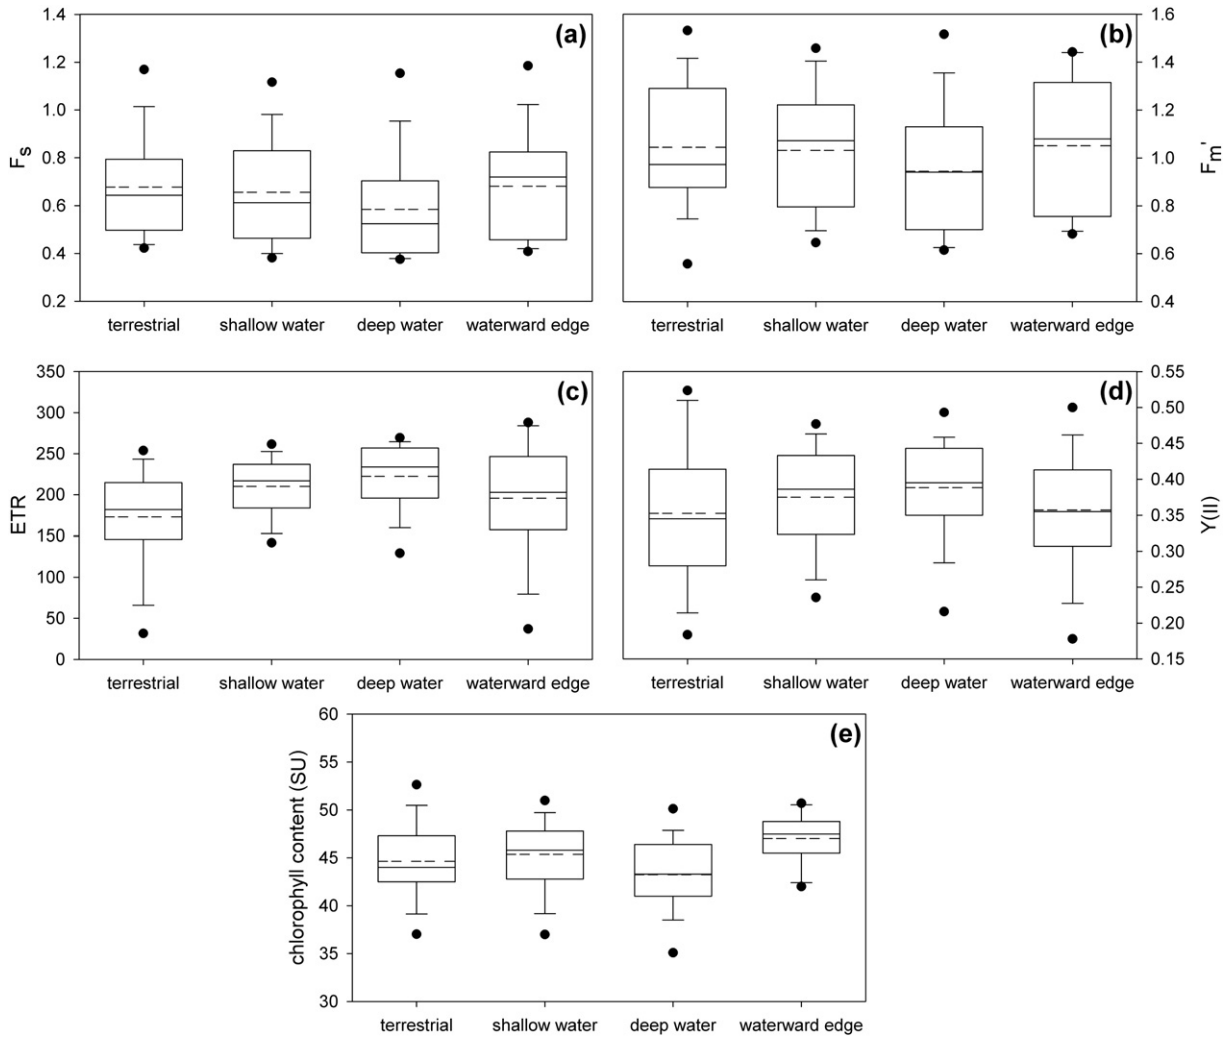 (a)
1.4
1.2
1.0
0.8
0.6
0.4
0.2
Fs
terrestrial shallow water deep water waterward edge
(b)
1.6
1.4
1.2
1.0
0.8
0.6
0.4
Fm'
terrestrial shallow water deep water waterward edge
(c)
350
300
250
200
150
100
50
0
ETR
terrestrial shallow water deep water waterward edge
(d)
0.55
0.50
0.45
0.40
0.35
0.30
0.25
0.20
0.15
Y(II)
terrestrial shallow water deep water waterward edge
(e)
60
55
50
45
40
35
30
chlorophyll content (SU)
terrestrial shallow water deep water waterward edge